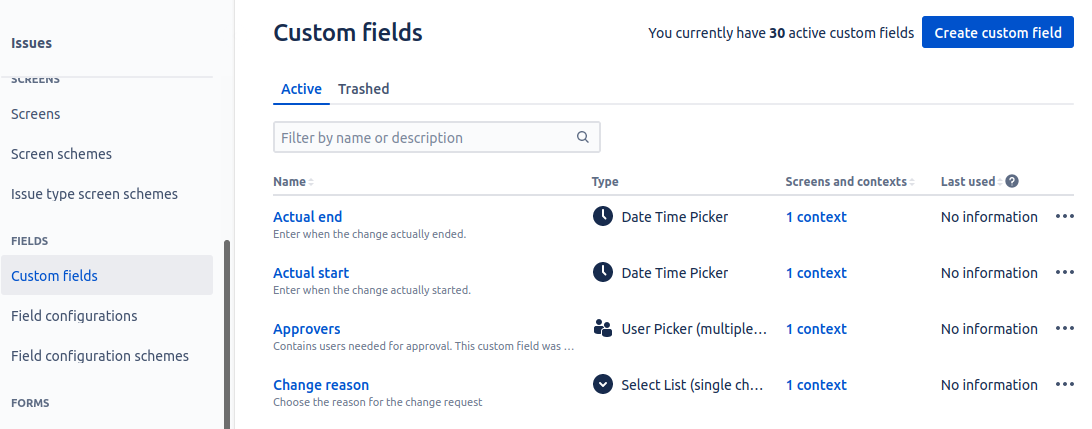 Issues
SCREENS
Screens
Screen schemes
Issue type screen schemes
FIELDS
Custom fields
Field configurations
Field configuration schemes
FORMS
Custom fields
You currently have 30 active custom fields
Create custom field
Active Trashed
Filter by name or description
Name Type Screens and contexts Last used ?
Actual end Date Time Picker 1 context No information
Enter when the change actually ended.
Actual start Date Time Picker 1 context No information
Enter when the change actually started.
Approvers User Picker (multiple… 1 context No information
Contains users needed for approval. This custom field was …
Change reason Select List (single ch… 1 context No information
Choose the reason for the change request